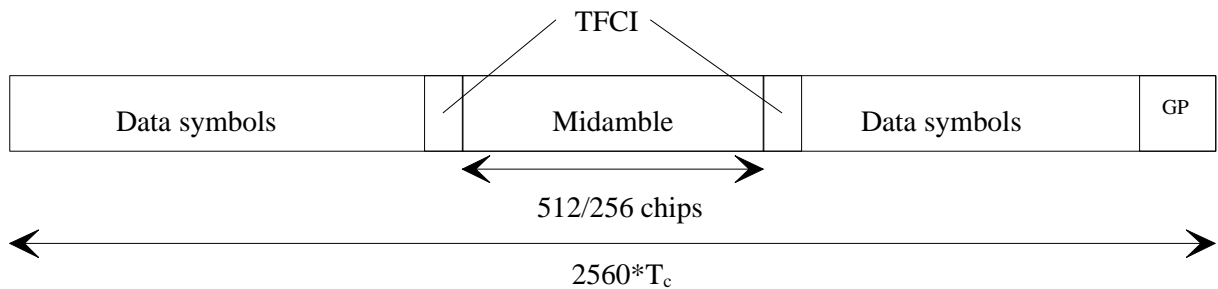 TFCI
Data symbols
Midamble
Data symbols
GP
512/256 chips
2560*Tc